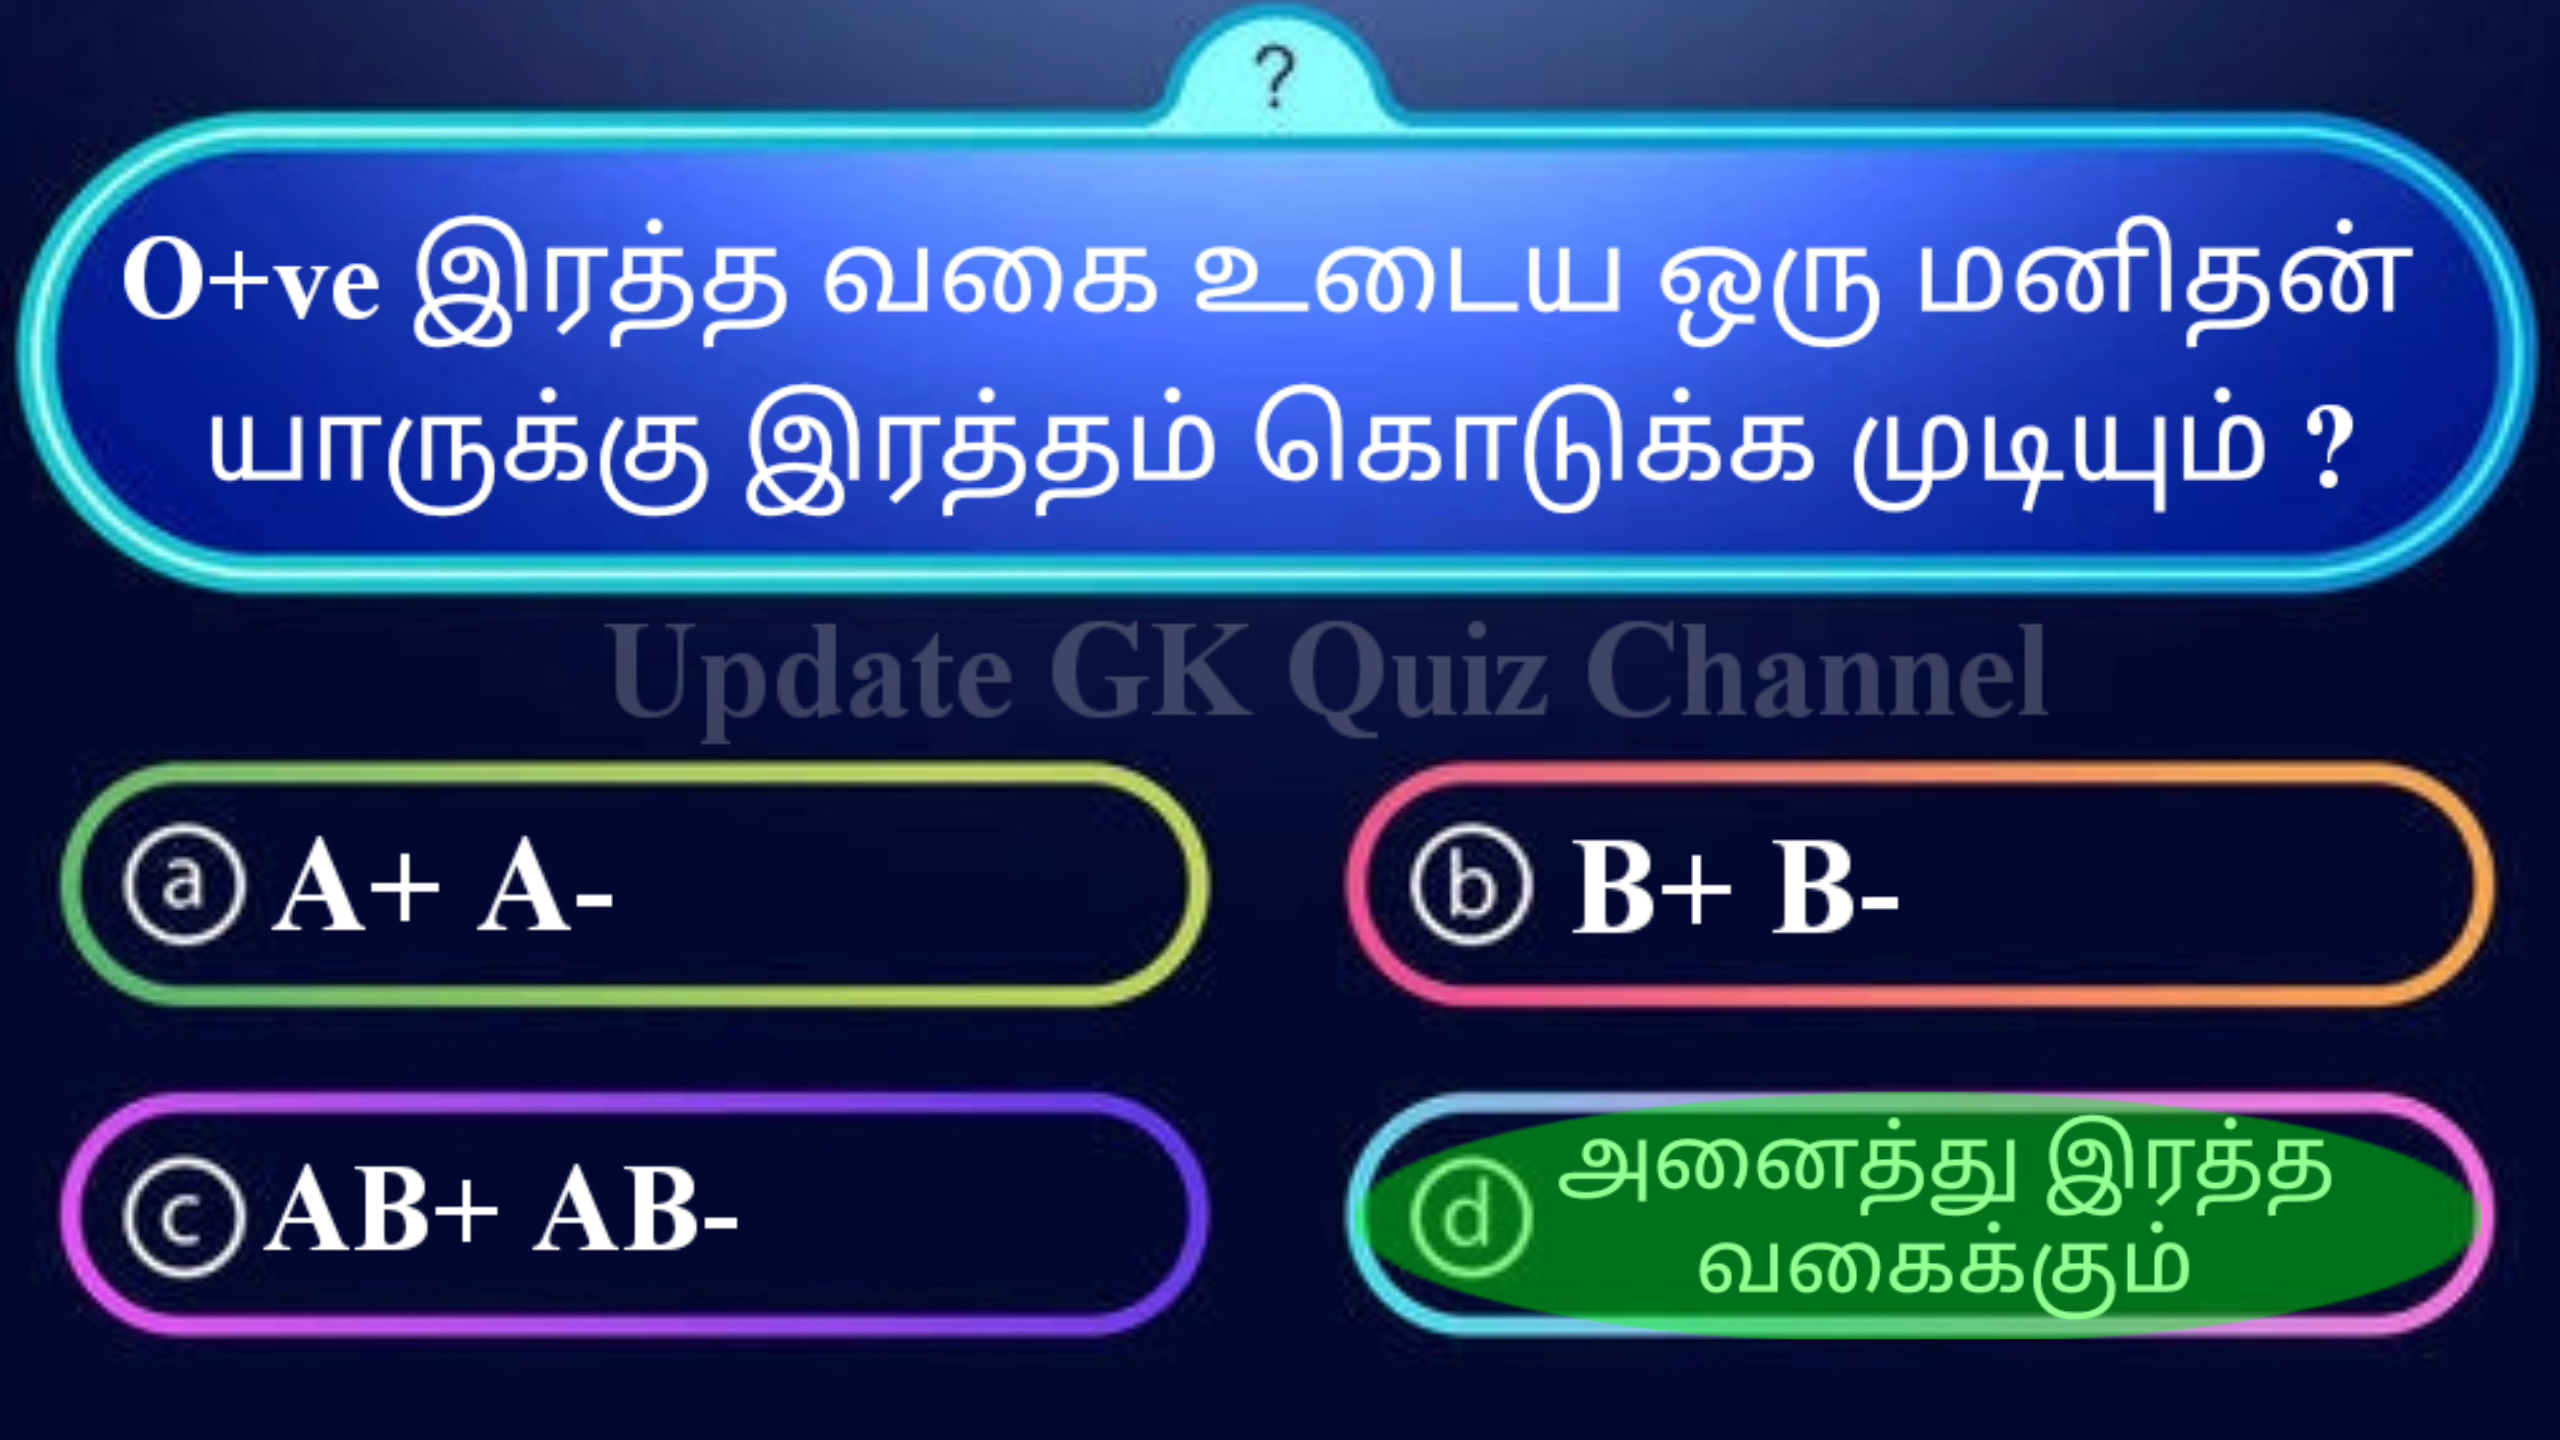 ?
O+ve இரத்த வகை உடைய ஒரு மனிதன்
யாருக்கு இரத்தம் கொடுக்க முடியும் ?
Update GK Quiz Channel
a A+ A-
b B+ B-
c AB+ AB-
d அனைத்து இரத்த
வகைக்கும்